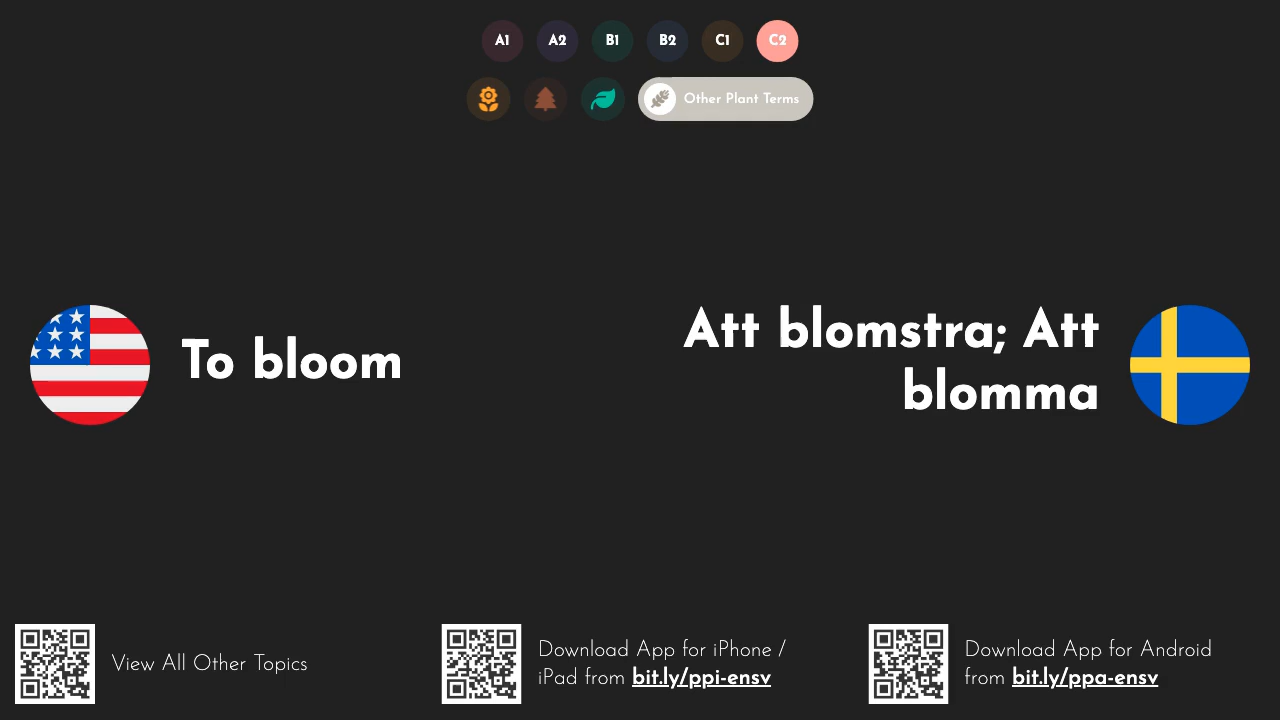 A1 A2 B1 B2 C1 C2
Other Plant Terms
To bloom
Att blomstra; Att
blomma
View All Other Topics
Download App for iPhone /
iPad from bit.ly/ppi-ensv
Download App for Android
from bit.ly/ppa-ensv